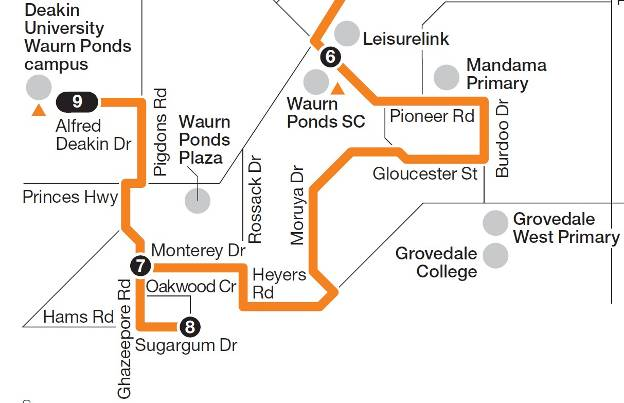 Deakin
University
Waurn Ponds
campus
6
Leisurelink
Mandama
Primary
9
Alfred
Deakin Dr
Pigdons Rd
Waurn
Ponds
Plaza
Waurn
Ponds SC
Pioneer Rd
Burdoo Dr
Gloucester St
Princes Hwy
Rossack Dr
Moruya Dr
Grovedale
West Primary
Grovedale
College
7
Monterey Dr
Heyers
Rd
Oakwood Cr
Ghazeepore Rd
Hams Rd
8
Sugargum Dr